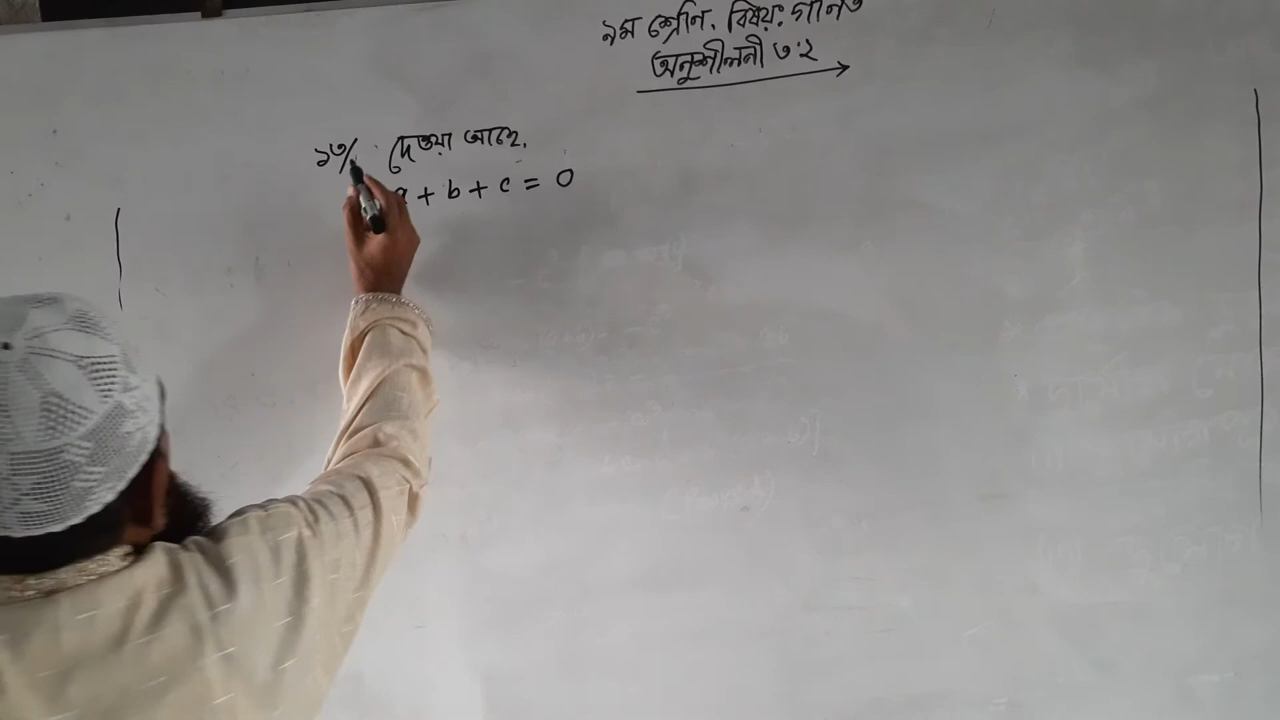 ৯ম শ্রেণি. বিষয়: গণিত
অনুশীলনী ৩.২
১৩/ দেওয়া আছে,
a + b + c = 0